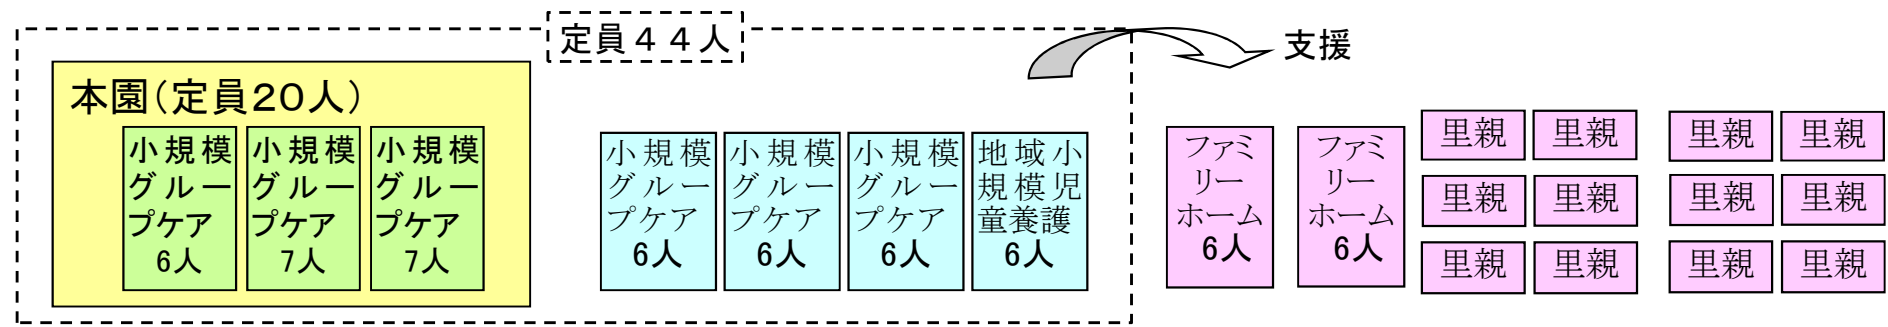 定員４４人
支援
本園（定員２０人）
小規模
グルー
プケア
6人
小規模
グルー
プケア
7人
小規模
グルー
プケア
7人
小規模
グルー
プケア
6人
小規模
グルー
プケア
6人
小規模
グルー
プケア
6人
地域小
規模児
童養護
6人
ファミ
リー
ホーム
6人
ファミ
リー
ホーム
6人
里親 里親 里親 里親
里親 里親 里親 里親
里親 里親 里親 里親